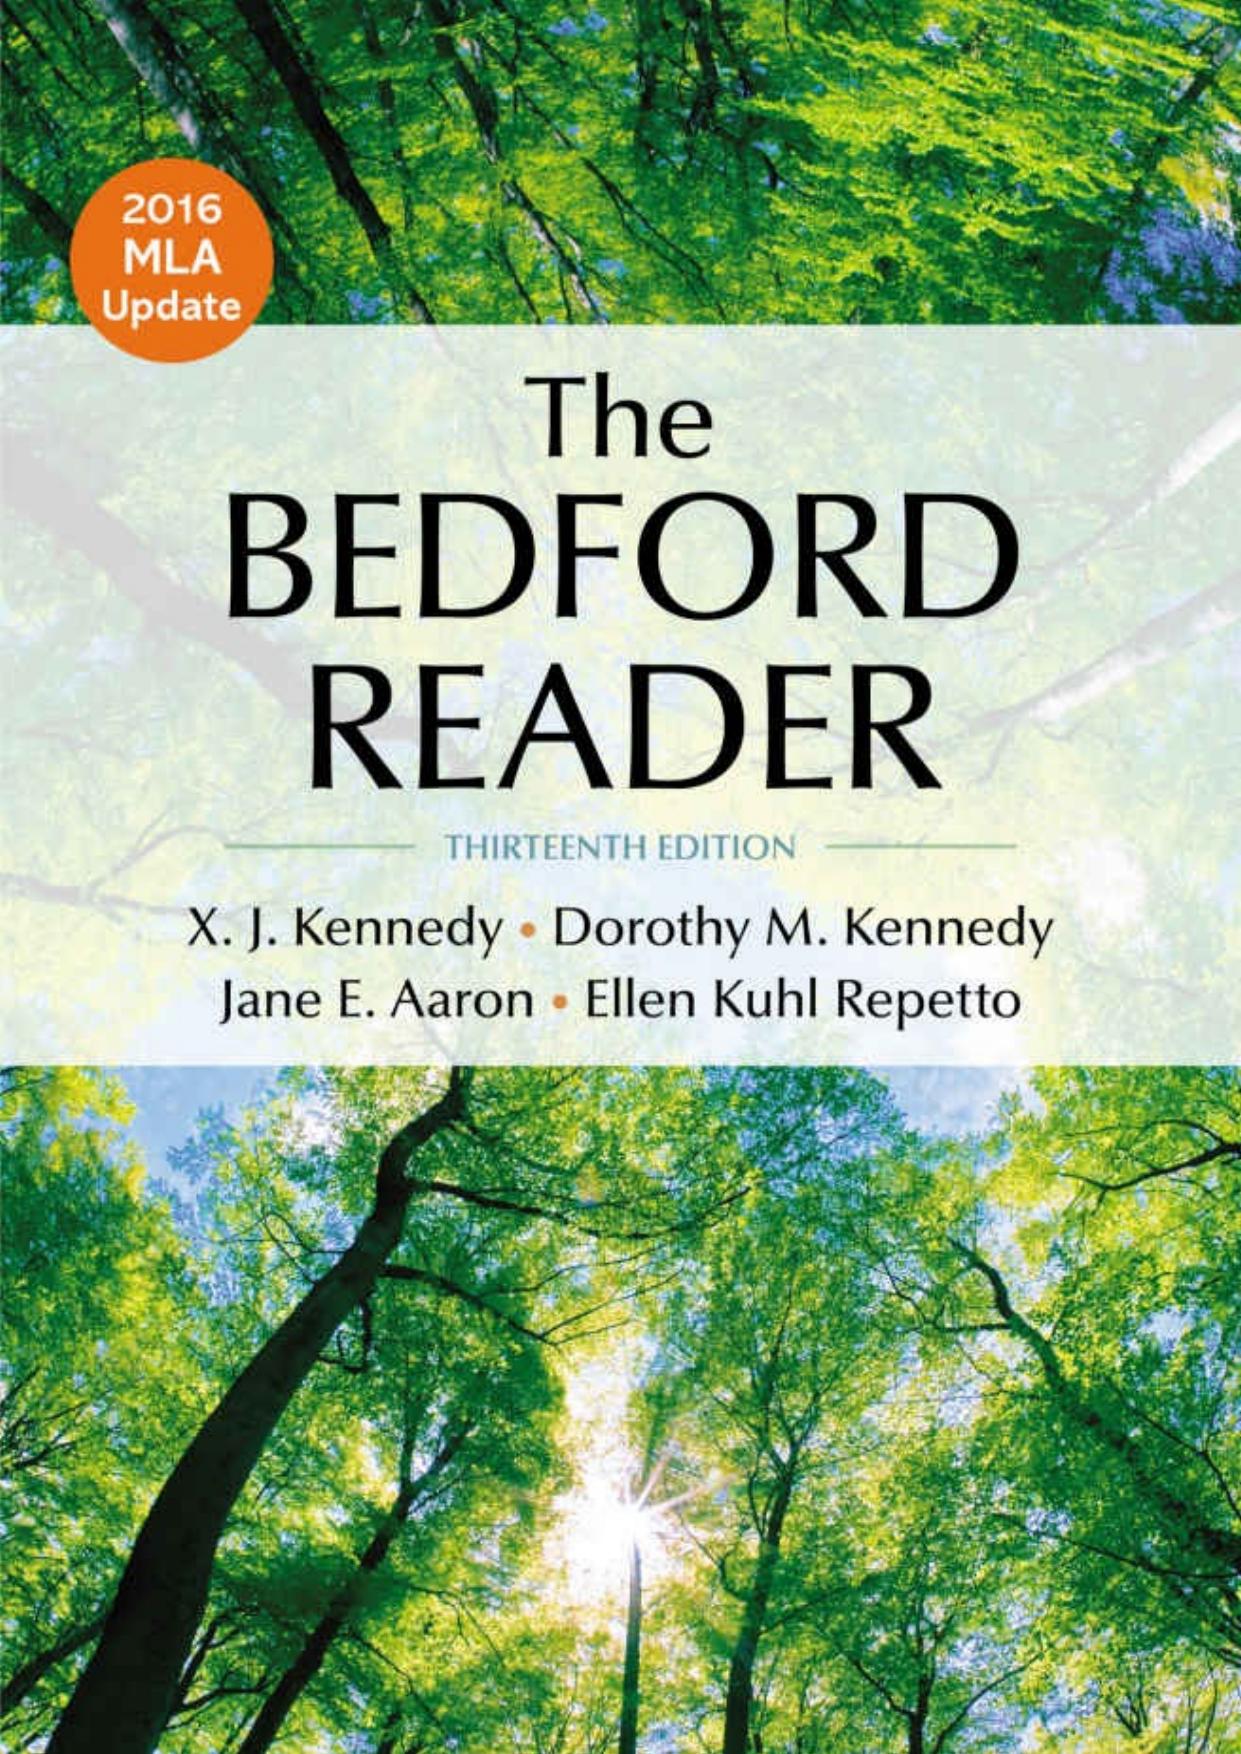 2016
MLA
Update
The
BEDFORD
READER
THIRTEENTH EDITION
X. J. Kennedy • Dorothy M. Kennedy
Jane E. Aaron • Ellen Kuhl Repetto